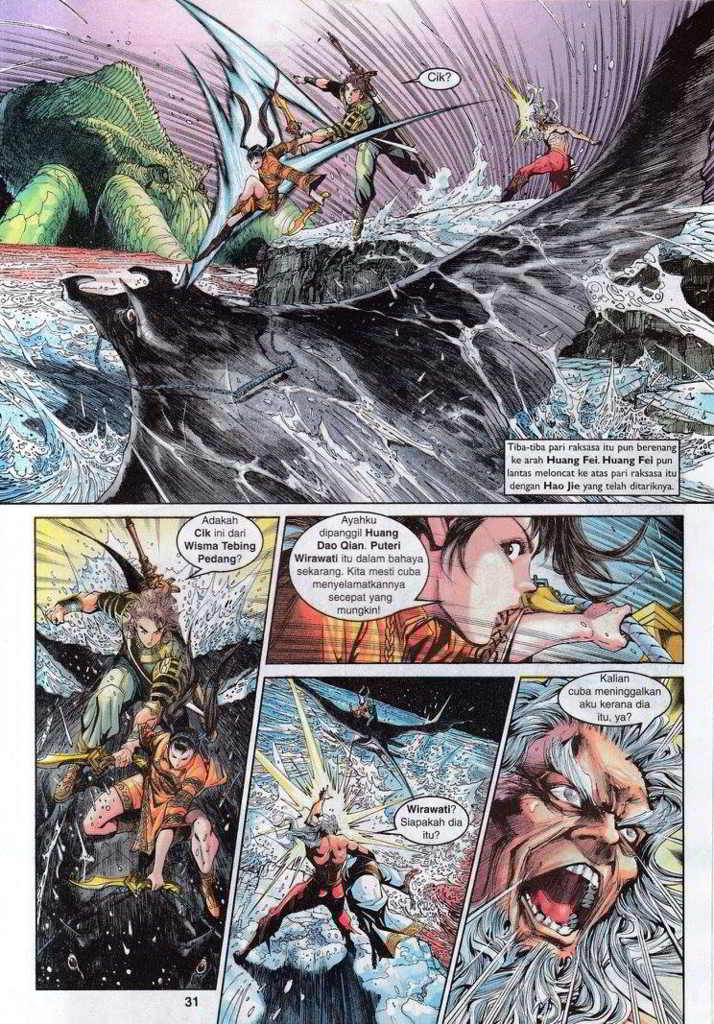 Cik?
Tiba-tiba pari raksasa itu pun berenang
ke arah Huang Fei. Huang Fei pun
lantas meloncat ke atas pari raksasa itu
dengan Hao Jie yang telah ditariknya.
Adakah
Cik ini dari
Wisma Tebing
Pedang?
Ayahku
dipanggil Huang
Dao Qian. Puteri
Wirawati itu dalam bahaya
sekarang. Kita mesti cuba
menyelamatkannya
secepat yang
mungkin!
Wirawati?
Siapakah dia
itu?
Kalian
cuba meninggalkan
aku kerana dia
itu, ya?
31